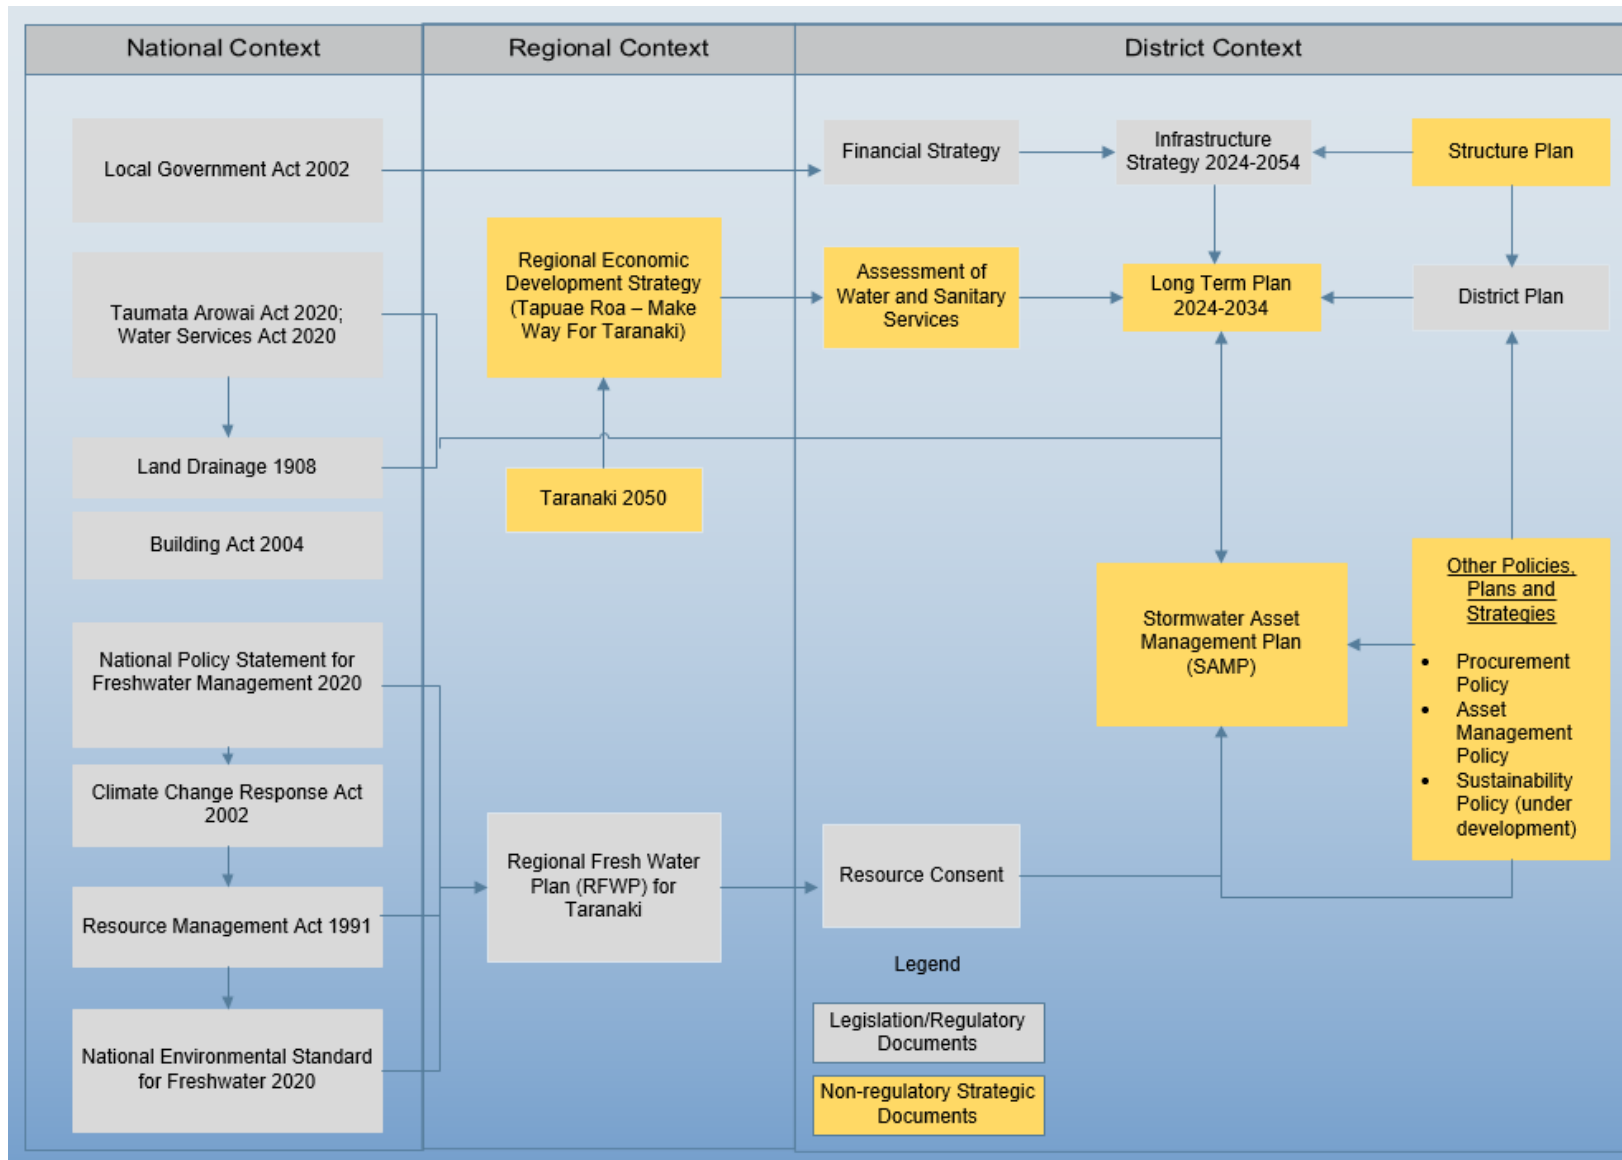 National Context
Regional Context
District Context
Local Government Act 2002
Taumata Arowai Act 2020;
Water Services Act 2020
Land Drainage 1908
Building Act 2004
National Policy Statement for
Freshwater Management 2020
Climate Change Response Act
2002
Resource Management Act 1991
National Environmental Standard
for Freshwater 2020
Regional Economic
Development Strategy
(Tapuae Roa – Make
Way For Taranaki)
Taranaki 2050
Regional Fresh Water
Plan (RFWP) for
Taranaki
Financial Strategy
Infrastructure
Strategy 2024-2054
Structure Plan
Assessment of
Water and Sanitary
Services
Long Term Plan
2024-2034
District Plan
Stormwater Asset
Management Plan
(SAMP)
Other Policies,
Plans and
Strategies
• Procurement
Policy
• Asset
Management
Policy
• Sustainability
Policy (under
development)
Resource Consent
Legend
Legislation/Regulatory
Documents
Non-regulatory Strategic
Documents